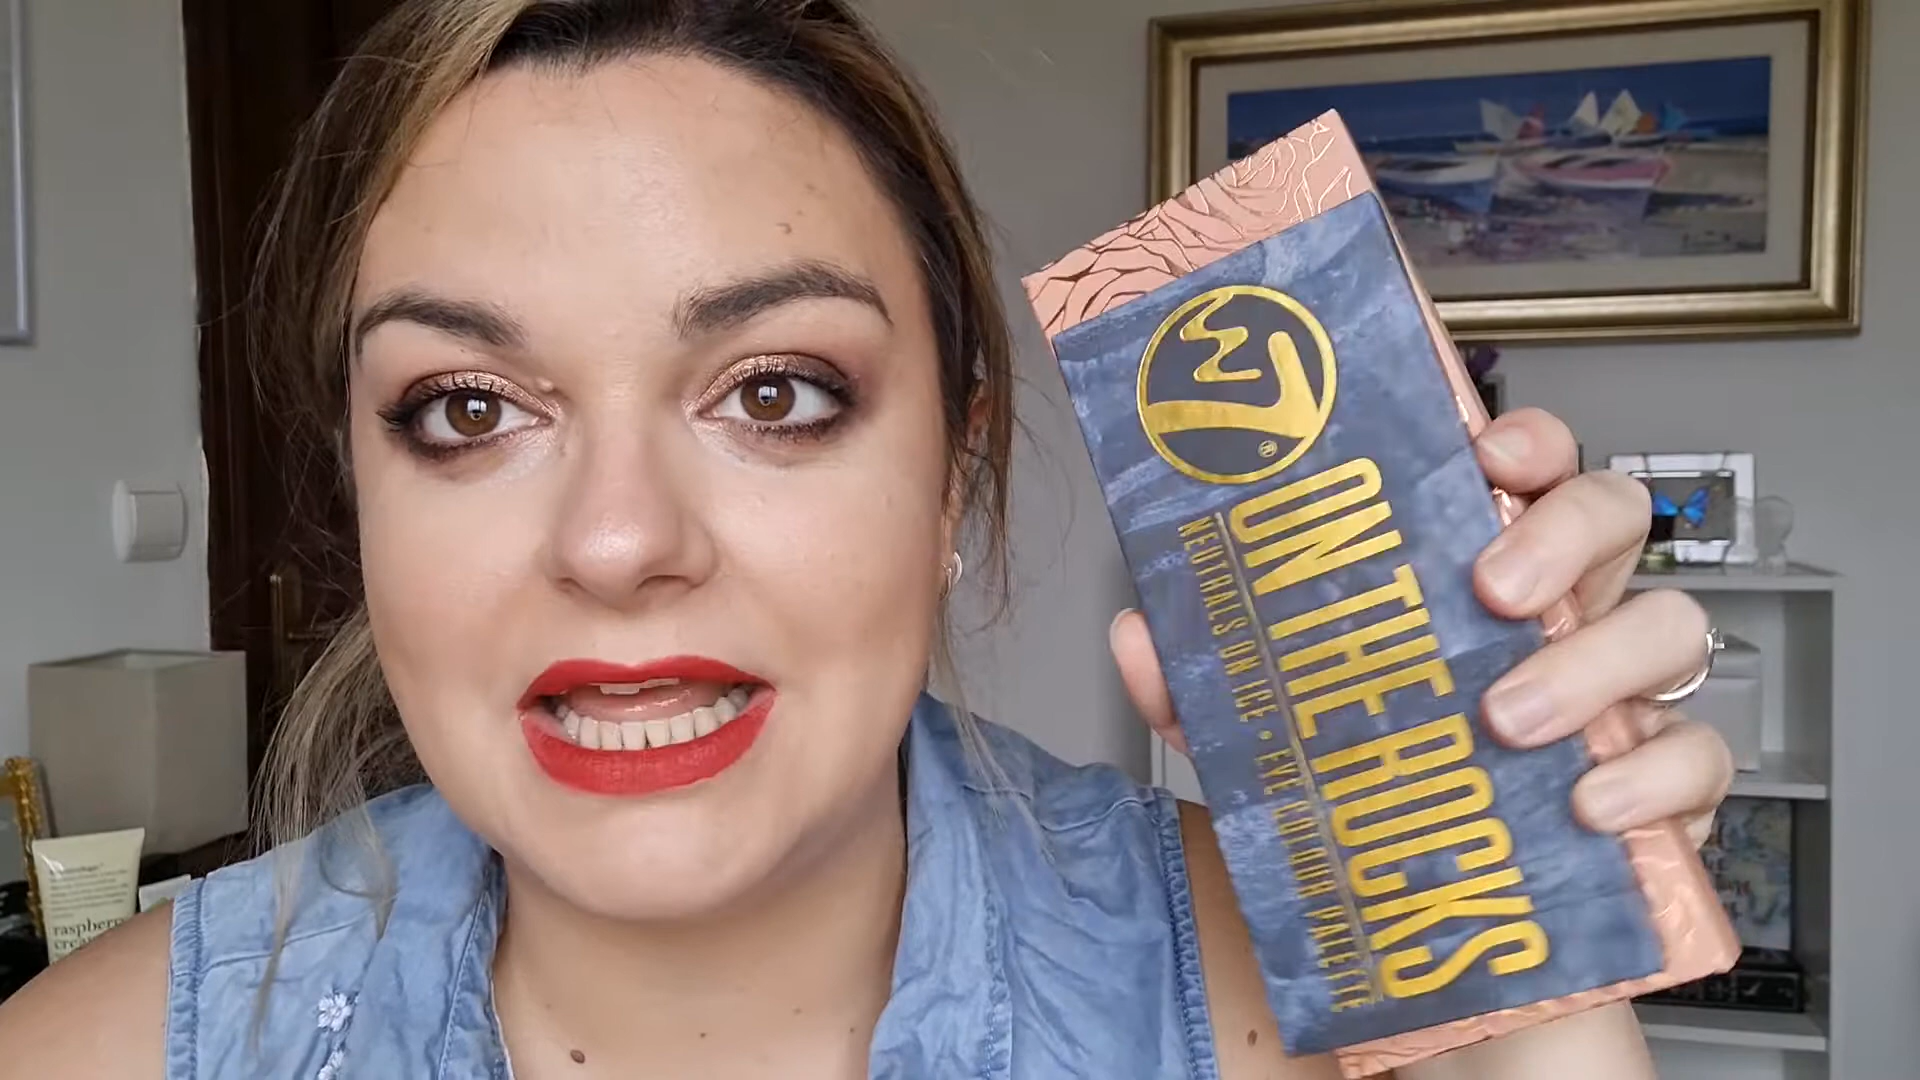 W7
®
ON THE ROCKS
NEUTRALS ON ICE • EYE COLOUR PALETTE
raspberry